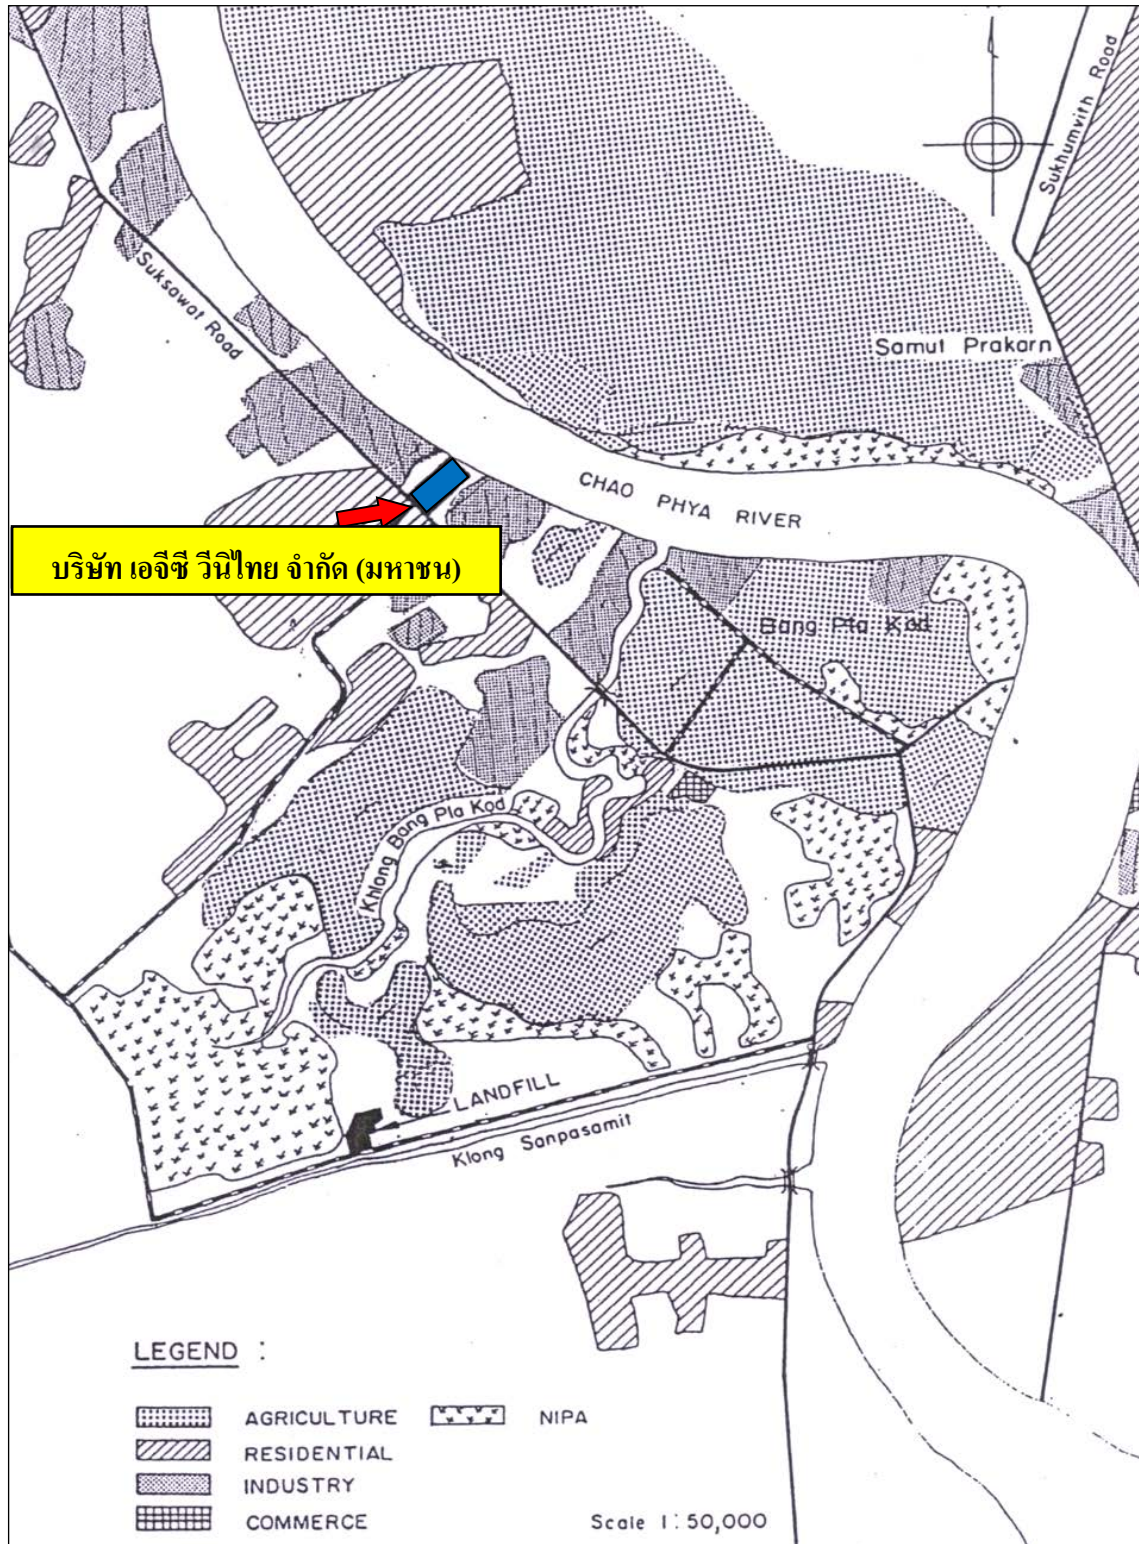 Sukhumvith Road
Suksawat Road
Samut Prakarn
CHAO PHYA RIVER
บริษัท เอจีซี วีนิไทย จำกัด (มหาชน)
Bang Pla Kod
Khlong Bang Pla Kod
LANDFILL
Klong Sanpasamit
LEGEND :
AGRICULTURE NIPA
RESIDENTIAL
INDUSTRY
COMMERCE
Scale 1:50,000